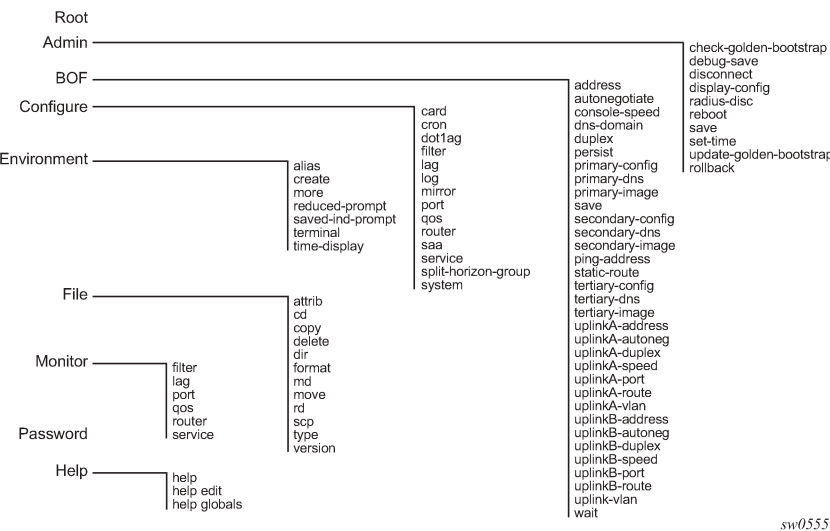 Root
Admin
check-golden-bootstrap
debug-save
disconnect
display-config
radius-disc
reboot
save
set-time
update-golden-bootstrap
rollback
BOF
address
autonegotiate
console-speed
dns-domain
duplex
persist
primary-config
primary-dns
primary-image
save
secondary-config
secondary-dns
secondary-image
ping-address
static-route
tertiary-config
tertiary-dns
tertiary-image
uplinkA-address
uplinkA-autoneg
uplinkA-duplex
uplinkA-speed
uplinkA-port
uplinkA-route
uplinkA-vlan
uplinkB-address
uplinkB-autoneg
uplinkB-duplex
uplinkB-speed
uplinkB-port
uplinkB-route
uplink-vlan
wait
Configure
card
cron
dot1ag
filter
lag
log
mirror
port
qos
router
saa
service
split-horizon-group
system
Environment
alias
create
more
reduced-prompt
saved-ind-prompt
terminal
time-display
File
attrib
cd
copy
delete
dir
format
md
move
rd
scp
type
version
Monitor
filter
lag
port
qos
router
service
Password
Help
help
help edit
help globals
sw0555